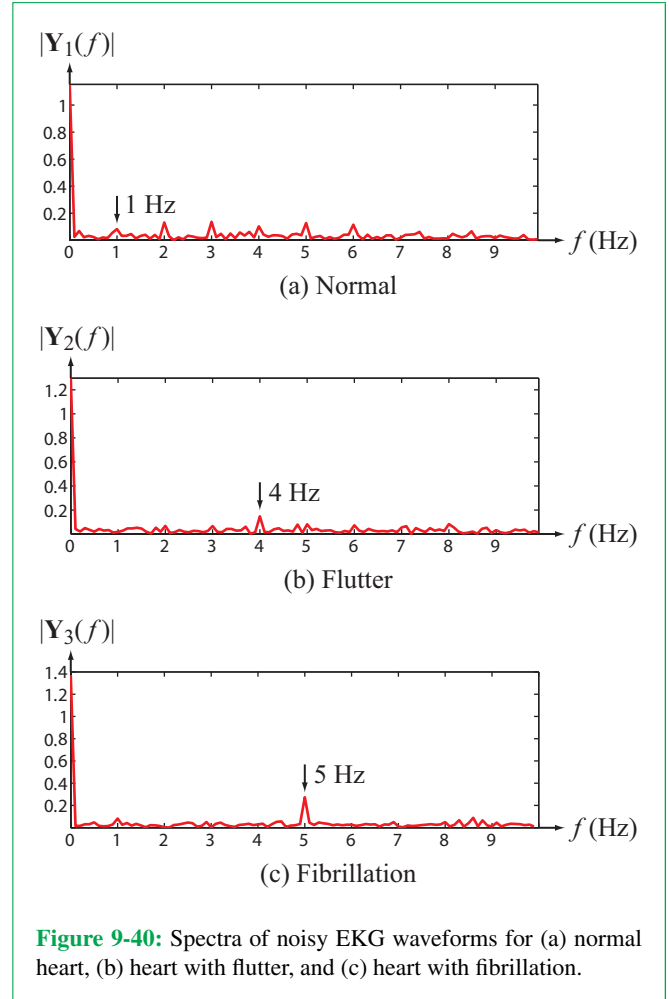 |Y₁(f)|
1
0.8
0.6
0.4
0.2
1 Hz
0 1 2 3 4 5 6 7 8 9 f (Hz)
(a) Normal
|Y₂(f)|
1.2
1
0.8
0.6
0.4
0.2
4 Hz
0 1 2 3 4 5 6 7 8 9 f (Hz)
(b) Flutter
|Y₃(f)|
1.4
1.2
1
0.8
0.6
0.4
0.2
5 Hz
0 1 2 3 4 5 6 7 8 9 f (Hz)
(c) Fibrillation
Figure 9-40: Spectra of noisy EKG waveforms for (a) normal
heart, (b) heart with flutter, and (c) heart with fibrillation.